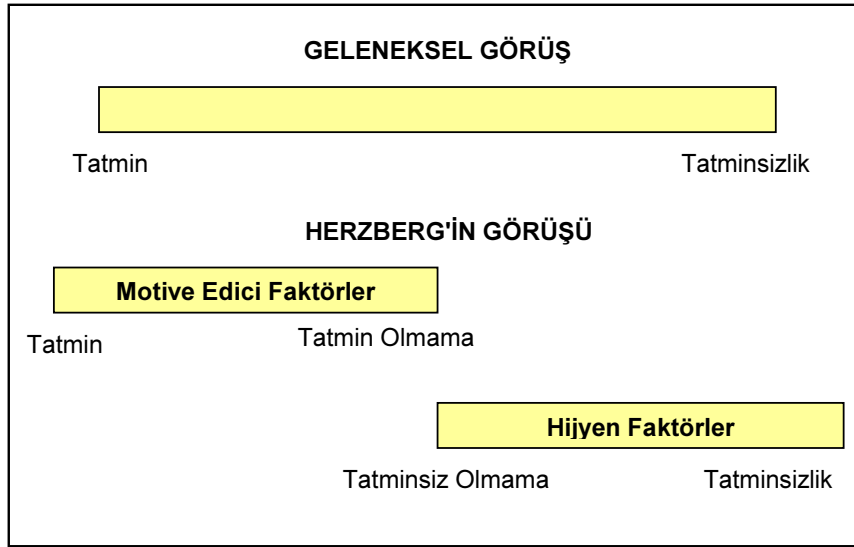 GELENEKSEL GÖRÜŞ
Tatmin Tatminsizlik
HERZBERG'İN GÖRÜŞÜ
Motive Edici Faktörler
Tatmin Tatmin Olmama
Hijyen Faktörler
Tatminsiz Olmama Tatminsizlik